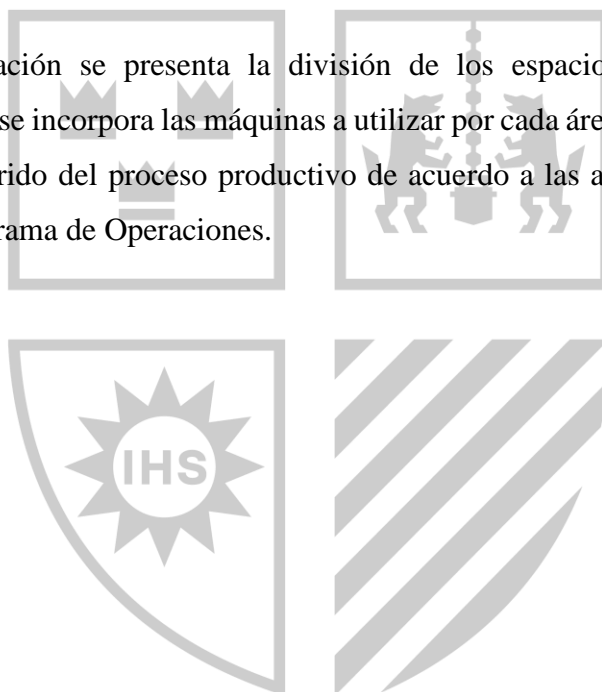 ación se presenta la división de los espacio
se incorpora las máquinas a utilizar por cada áre
rido del proceso productivo de acuerdo a las a
rama de Operaciones.
IHS